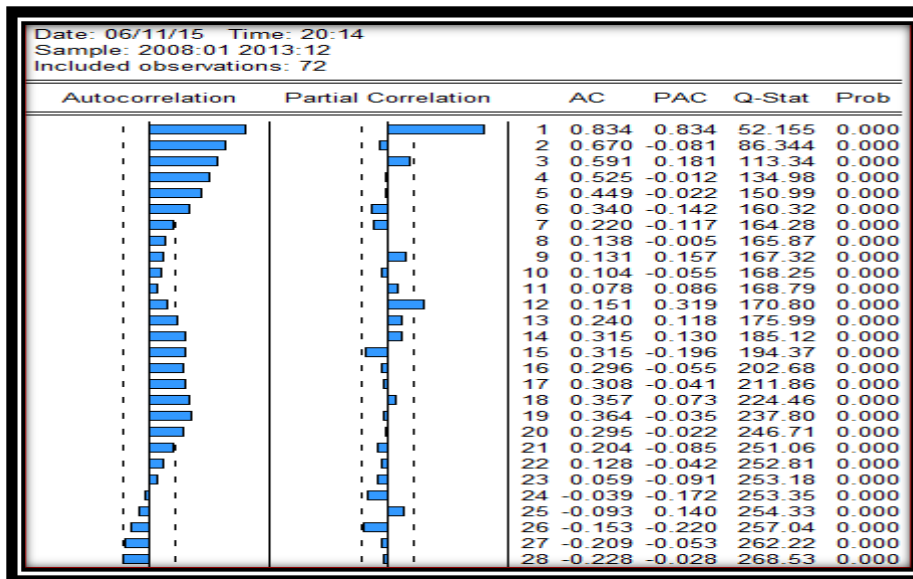 Date: 06/11/15 Time: 20:14
Sample: 2008:01 2013:12
Included observations: 72
Autocorrelation Partial Correlation AC PAC Q-Stat Prob
1 0.834 0.834 52.155 0.000
2 0.670 -0.081 86.344 0.000
3 0.591 0.181 113.34 0.000
4 0.525 -0.012 134.98 0.000
5 0.449 -0.022 150.99 0.000
6 0.340 -0.142 160.32 0.000
7 0.220 -0.117 164.28 0.000
8 0.138 -0.005 165.87 0.000
9 0.131 0.157 167.32 0.000
10 0.104 -0.055 168.25 0.000
11 0.078 0.086 168.79 0.000
12 0.151 0.319 170.80 0.000
13 0.240 0.118 175.99 0.000
14 0.315 0.130 185.12 0.000
15 0.315 -0.196 194.37 0.000
16 0.296 -0.055 202.68 0.000
17 0.308 -0.041 211.86 0.000
18 0.357 0.073 224.46 0.000
19 0.364 -0.035 237.80 0.000
20 0.295 -0.022 246.71 0.000
21 0.204 -0.085 251.06 0.000
22 0.128 -0.042 252.81 0.000
23 0.059 -0.091 253.18 0.000
24 -0.039 -0.172 253.35 0.000
25 -0.093 0.140 254.33 0.000
26 -0.153 -0.220 257.04 0.000
27 -0.209 -0.053 262.22 0.000
28 -0.228 -0.028 268.53 0.000